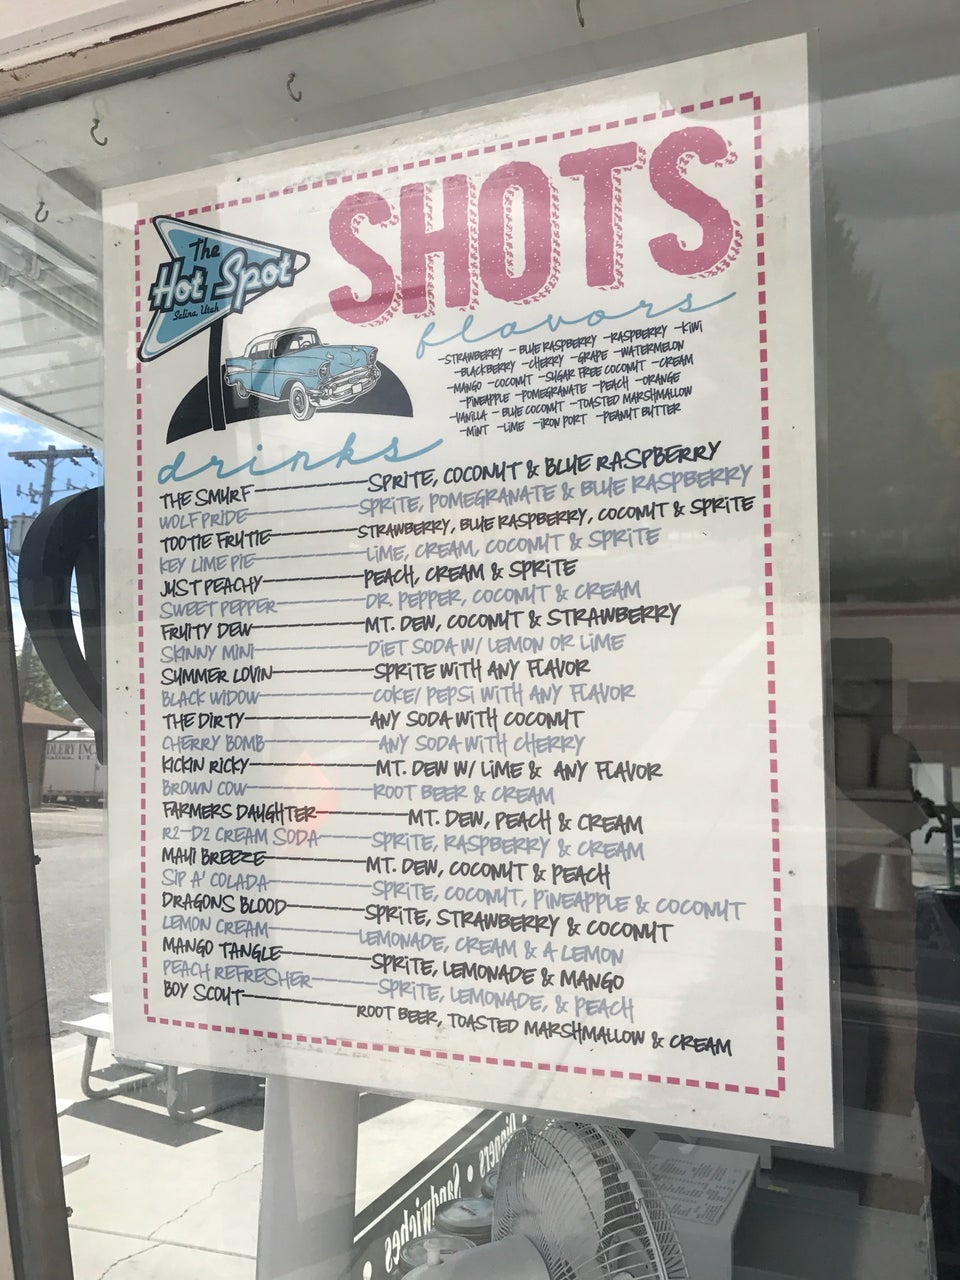 SHOTS
The
Hot Spot
Salina, Utah
flavors
-STRAWBERRY -BLUE RASPBERRY -RASPBERRY -KIWI
-BLACKBERRY -CHERRY -GRAPE -WATERMELON
-MANGO -COCONUT -SUGAR FREE COCONUT -CREAM
-PINEAPPLE -POMEGRANATE -PEACH -ORANGE
-VANILLA -BLUE COCONUT -TOASTED MARSHMALLOW
-MINT -LIME -IRON PORT -PEANUT BUTTER
drinks
THE SMURF SPRITE, COCONUT & BLUE RASPBERRY
WOLF PRIDE SPRITE, POMEGRANATE & BLUE RASPBERRY
TOOTIE FRUTIE STRAWBERRY, BLUE RASPBERRY, COCONUT & SPRITE
KEY LIME PIE LIME, CREAM, COCONUT & SPRITE
JUST PEACHY PEACH, CREAM & SPRITE
SWEET PEPPER DR. PEPPER, COCONUT & CREAM
FRUITY DEW MT. DEW, COCONUT & STRAWBERRY
SKINNY MINI DIET SODA W/ LEMON OR LIME
SUMMER LOVIN SPRITE WITH ANY FLAVOR
BLACK WIDOW COKE/PEPSI WITH ANY FLAVOR
THE DIRTY ANY SODA WITH COCONUT
CHERRY BOMB ANY SODA WITH CHERRY
KICKIN RICKY MT. DEW W/ LIME & ANY FLAVOR
BROWN COW ROOT BEER & CREAM
FARMERS DAUGHTER MT. DEW, PEACH & CREAM
R2-D2 CREAM SODA SPRITE, RASPBERRY & CREAM
MAUI BREEZE MT. DEW, COCONUT & PEACH
SIP A' COLADA SPRITE, COCONUT, PINEAPPLE & COCONUT
DRAGONS BLOOD SPRITE, STRAWBERRY & COCONUT
LEMON CREAM LEMONADE, CREAM & A LEMON
MANGO TANGLE SPRITE, LEMONADE & MANGO
PEACH REFRESHER SPRITE, LEMONADE, & PEACH
BOY SCOUT ROOT BEER, TOASTED MARSHMALLOW & CREAM
DLERY INC.
Dinners • Sandwiches •